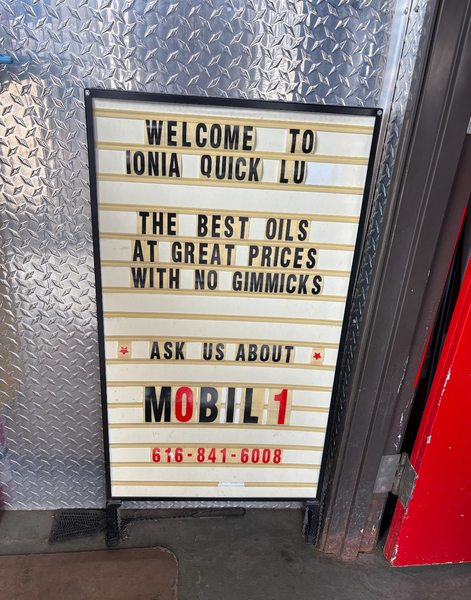 WELCOME TO
IONIA QUICK LU
THE BEST OILS
AT GREAT PRICES
WITH NO GIMMICKS
★ ASK US ABOUT ★
MOBIL 1
616-841-6008